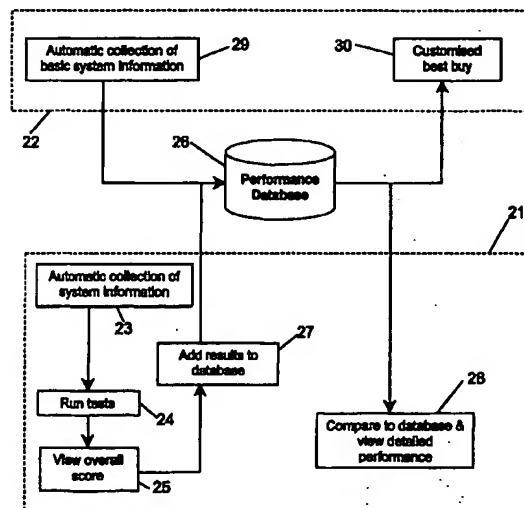 Automatic collection of
basic system information
29
30
Customised
best buy
22
26
Performance
Database
21
Automatic collection of
system information
23
Add results to
database
27
Run tests
24
View overall
score
25
Compare to database &
view detailed
performance
28